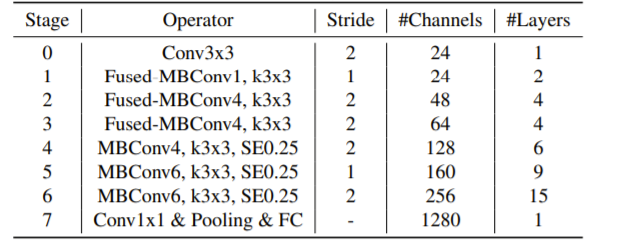 Stage Operator Stride #Channels #Layers
0 Conv3x3 2 24 1
1 Fused-MBConv1, k3x3 1 24 2
2 Fused-MBConv4, k3x3 2 48 4
3 Fused-MBConv4, k3x3 2 64 4
4 MBConv4, k3x3, SE0.25 2 128 6
5 MBConv6, k3x3, SE0.25 1 160 9
6 MBConv6, k3x3, SE0.25 2 256 15
7 Conv1x1 & Pooling & FC - 1280 1